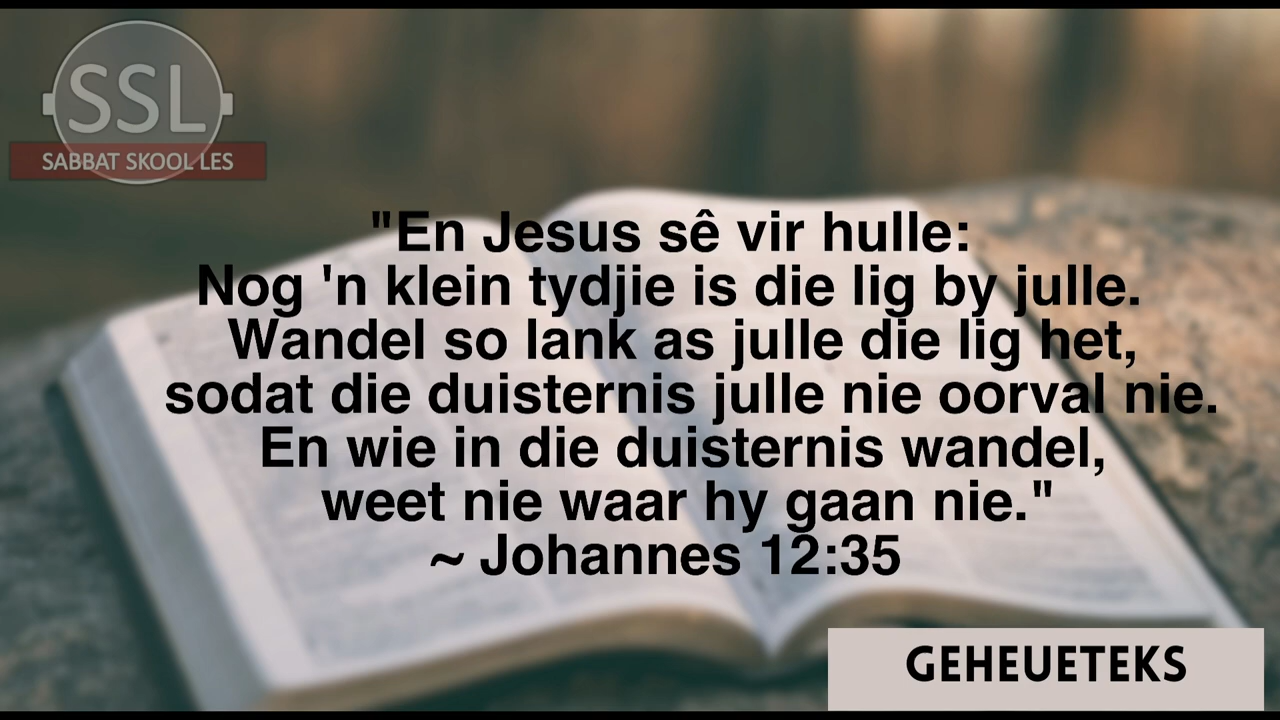 SSL
SABBAT SKOOL LES
"En Jesus sê vir hulle:
Nog 'n klein tydjie is die lig by julle.
Wandel so lank as julle die lig het,
sodat die duisternis julle nie oorval nie.
En wie in die duisternis wandel,
weet nie waar hy gaan nie."
~ Johannes 12:35
GEHEUETEKS